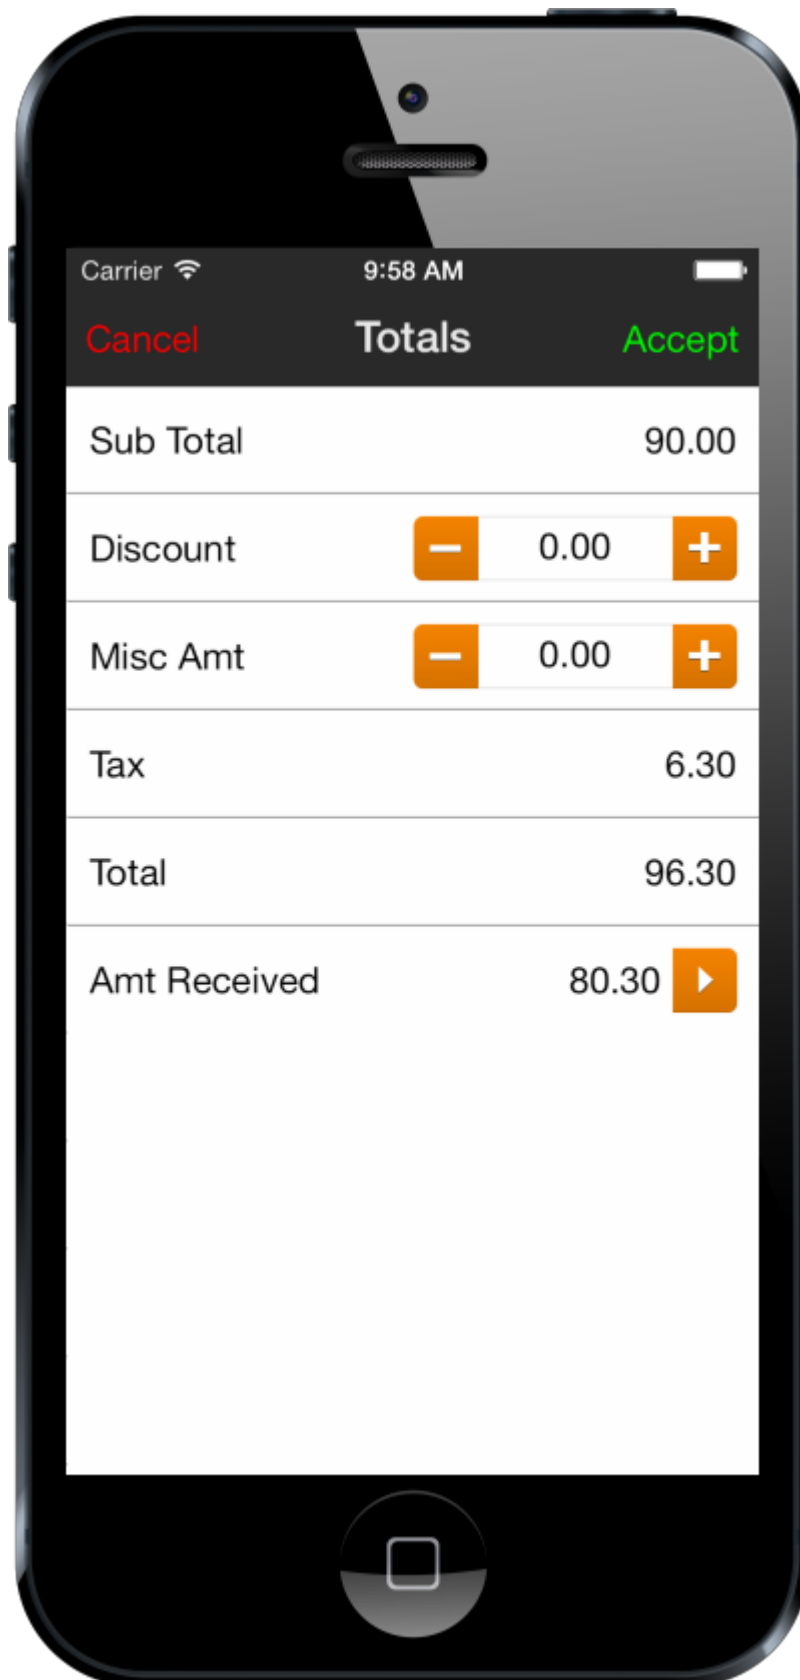 Carrier 9:58 AM
Cancel Totals Accept
Sub Total 90.00
Discount 0.00
Misc Amt 0.00
Tax 6.30
Total 96.30
Amt Received 80.30